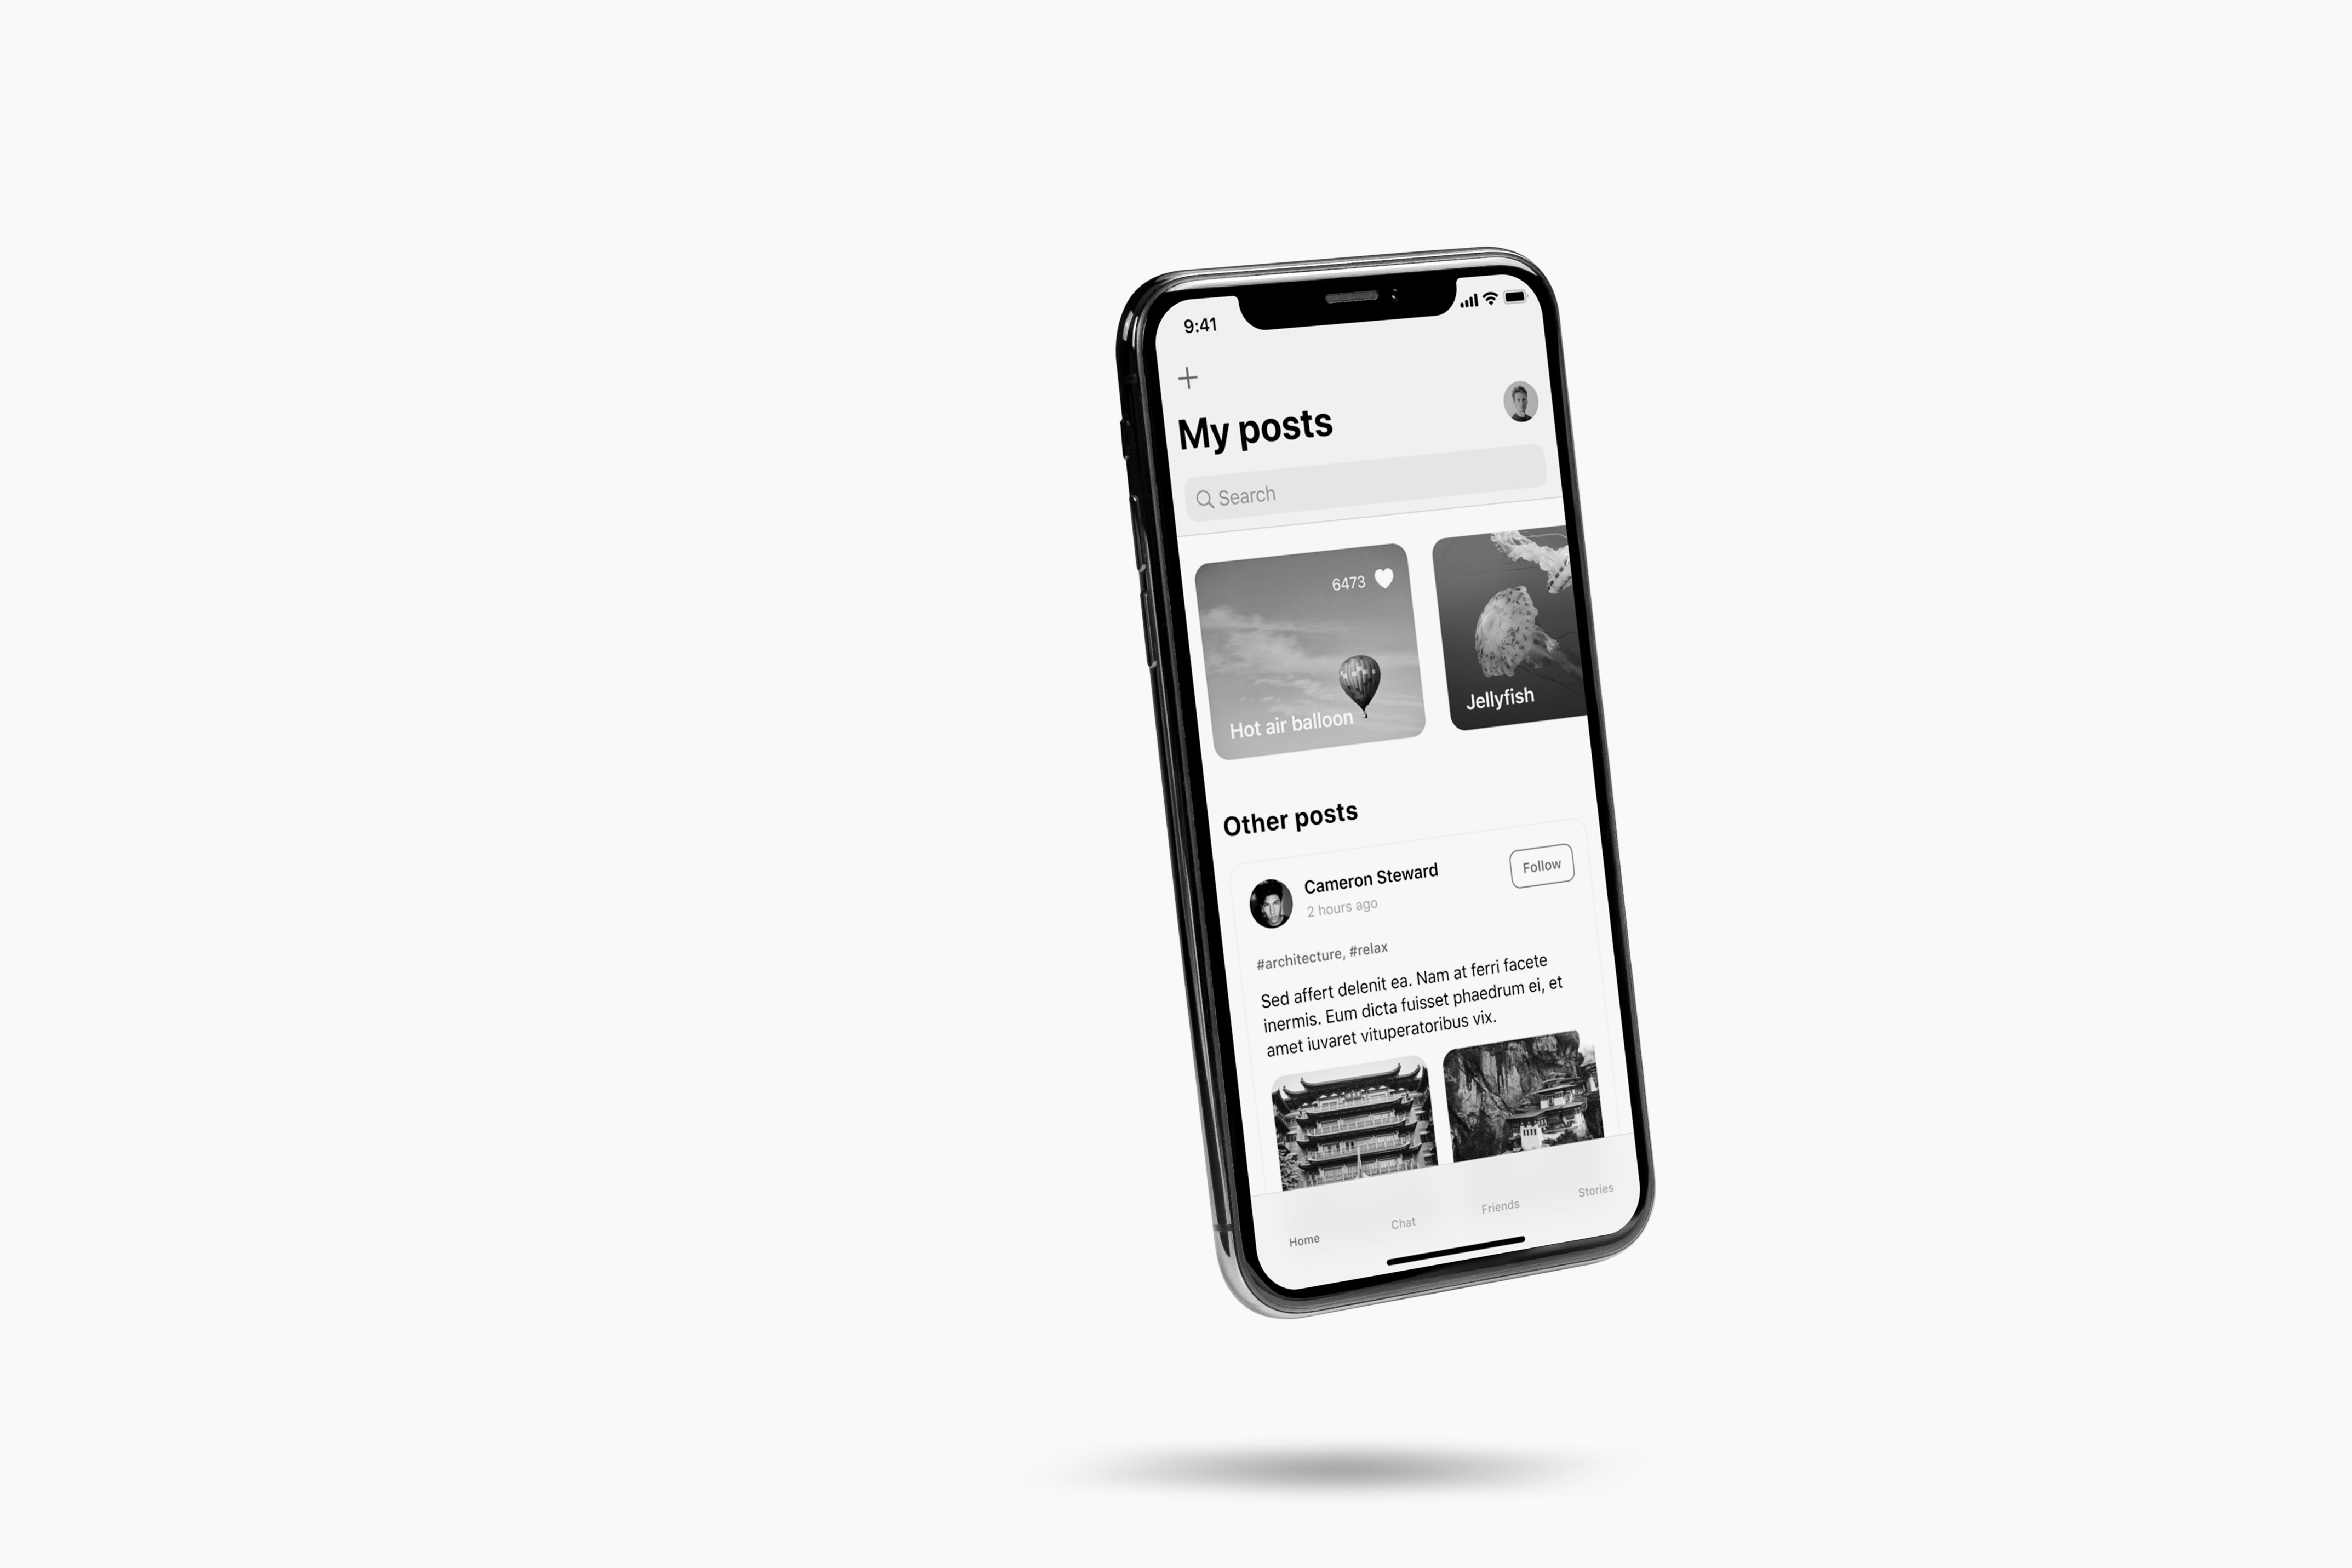 9:41
My posts
Search
6473
Hot air balloon
Jellyfish
Other posts
Cameron Steward
2 hours ago
Follow
#architecture, #relax
Sed affert delenit ea. Nam at ferri facete
inermis. Eum dicta fuisset phaedrum ei, et
amet iuvaret vituperatoribus vix.
Home
Chat
Friends
Stories